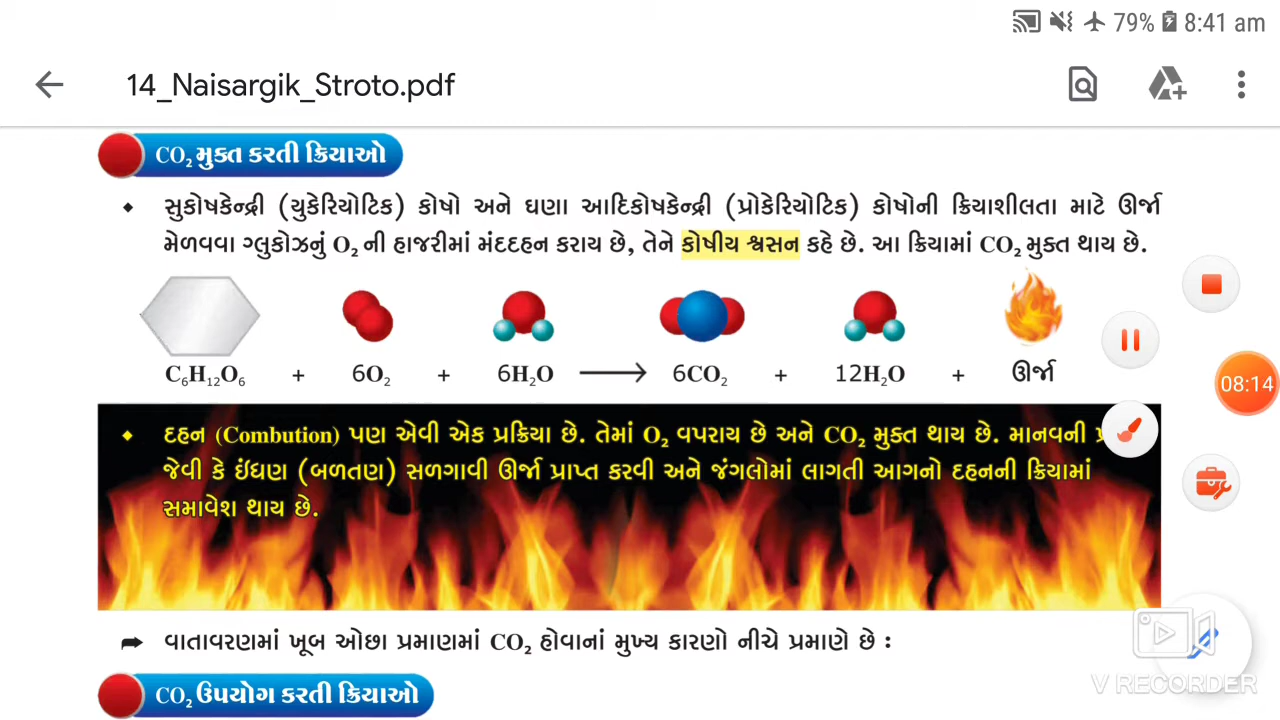 79% 8:41 am
14_Naisargik_Stroto.pdf
CO₂ મુક્ત કરતી ક્રિયાઓ
સુકોષકેન્દ્રી (યુકેરિયોટિક) કોષો અને ઘણા આદિકોષકેન્દ્રી (પ્રોકેરિયોટિક) કોષોની ક્રિયાશીલતા માટે ઊર્જા
મેળવવા ગ્લુકોઝનું O₂ ની હાજરીમાં મંદદહન કરાય છે, તેને કોષીય શ્વસન કહે છે. આ ક્રિયામાં CO₂ મુક્ત થાય છે.
C₆H₁₂O₆ + 6O₂ + 6H₂O ⟶ 6CO₂ + 12H₂O + ઊર્જા
08:14
દહન (Combution) પણ એવી એક પ્રક્રિયા છે. તેમાં O₂ વપરાય છે અને CO₂ મુક્ત થાય છે. માનવની
જેવી કે ઈંધણ (બળતણ) સળગાવી ઊર્જા પ્રાપ્ત કરવી અને જંગલોમાં લાગતી આગનો દહનની ક્રિયામાં
સમાવેશ થાય છે.
વાતાવરણમાં ખૂબ ઓછા પ્રમાણમાં CO₂ હોવાનાં મુખ્ય કારણો નીચે પ્રમાણે છે :
V RECORDER
CO₂ ઉપયોગ કરતી ક્રિયાઓ